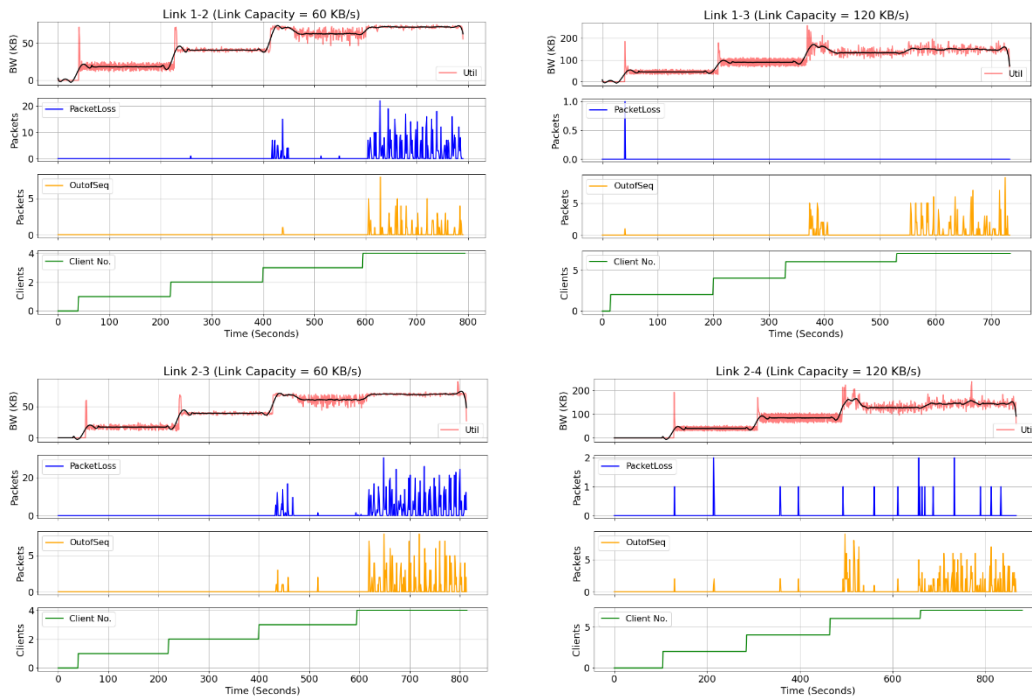 Link 1-2 (Link Capacity = 60 KB/s)
BW (KB)
50
0
Util
Packets
20
10
0
PacketLoss
Packets
5
0
OutofSeq
Clients
4
2
0
Client No.
0 100 200 300 400 500 600 700 800
Time (Seconds)
Link 1-3 (Link Capacity = 120 KB/s)
BW (KB)
200
100
0
Util
Packets
1.0
0.5
0.0
PacketLoss
Packets
5
0
OutofSeq
Clients
5
0
Client No.
0 100 200 300 400 500 600 700
Time (Seconds)
Link 2-3 (Link Capacity = 60 KB/s)
BW (KB)
50
0
Util
Packets
20
0
PacketLoss
Packets
5
0
OutofSeq
Clients
4
2
0
Client No.
0 100 200 300 400 500 600 700 800
Time (Seconds)
Link 2-4 (Link Capacity = 120 KB/s)
BW (KB)
200
100
0
Util
Packets
2
1
0
PacketLoss
Packets
5
0
OutofSeq
Clients
5
0
Client No.
0 200 400 600 800
Time (Seconds)